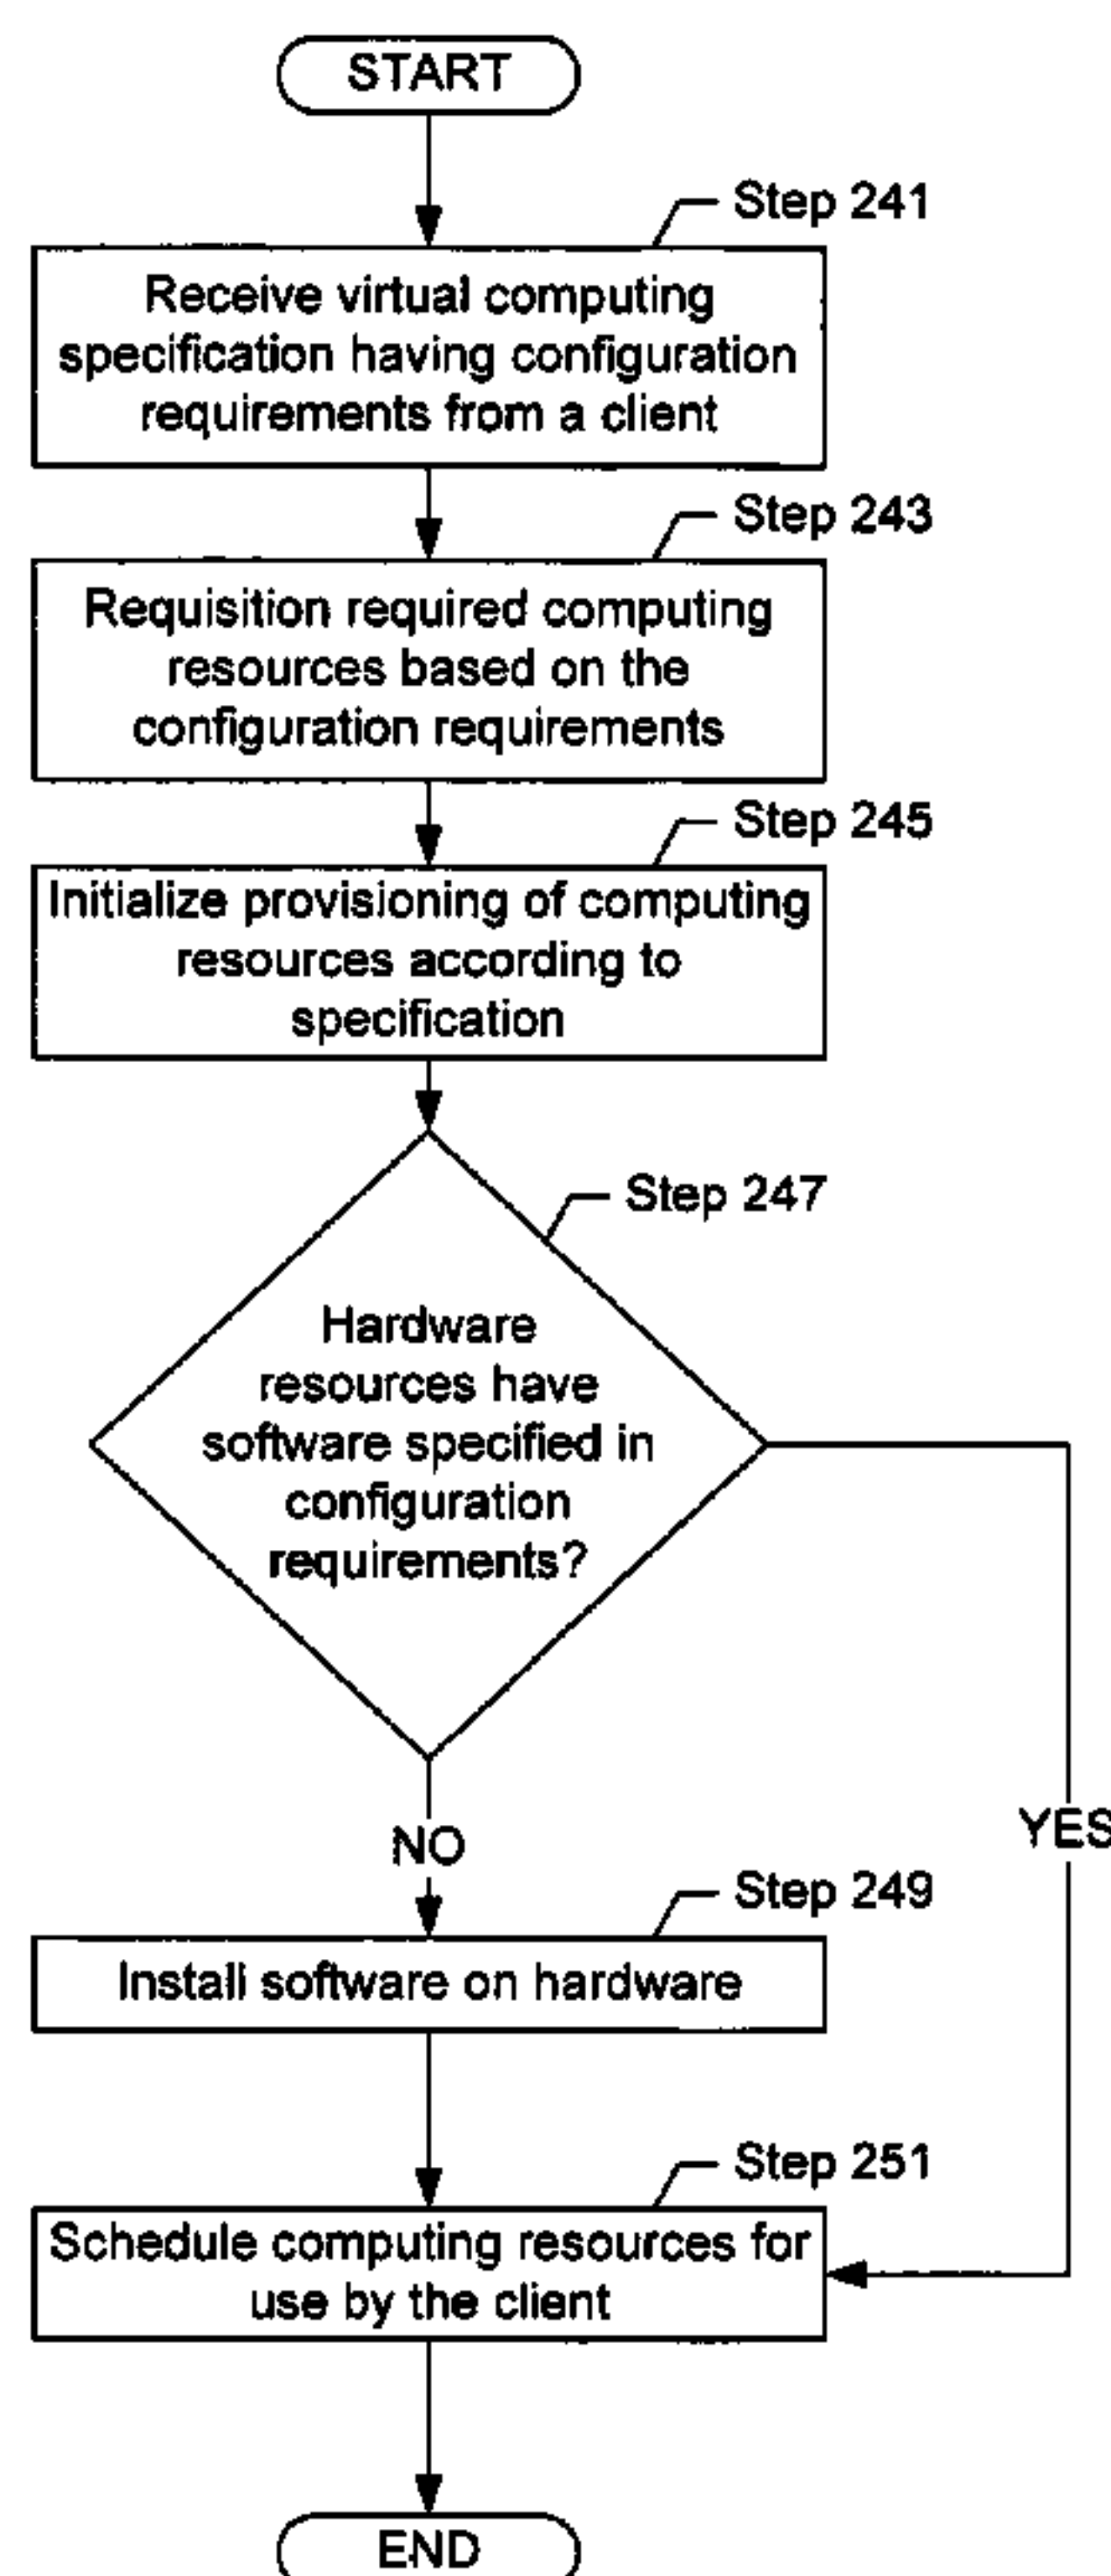 START
Step 241
Receive virtual computing
specification having configuration
requirements from a client
Step 243
Requisition required computing
resources based on the
configuration requirements
Step 245
Initialize provisioning of computing
resources according to
specification
Step 247
Hardware
resources have
software specified in
configuration
requirements?
NO
YES
Step 249
Install software on hardware
Step 251
Schedule computing resources for
use by the client
END